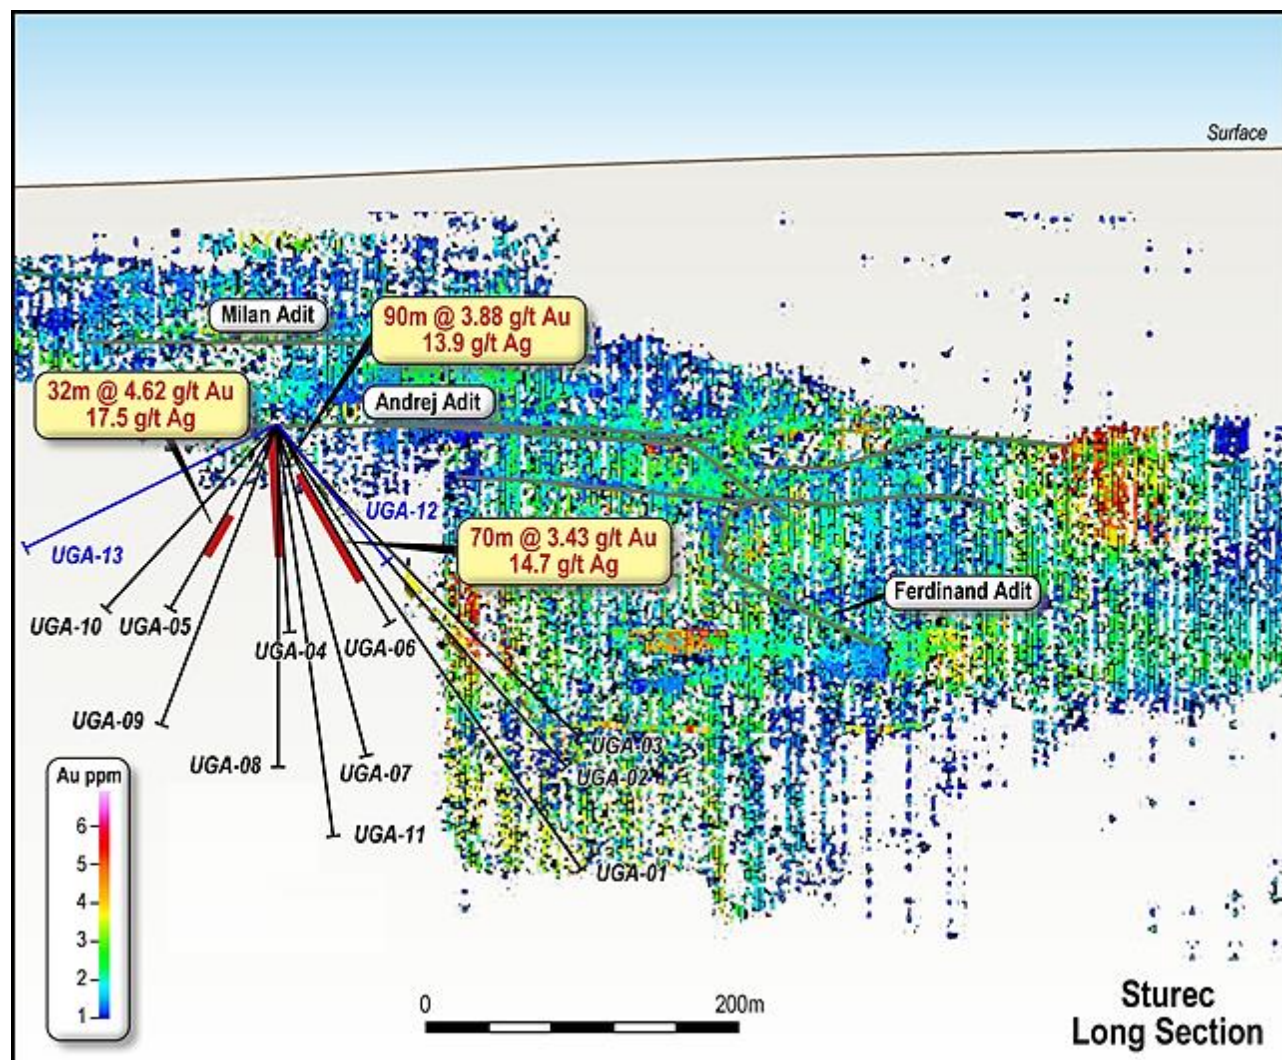 Surface
Milan Adit
90m @ 3.88 g/t Au
13.9 g/t Ag
32m @ 4.62 g/t Au
17.5 g/t Ag
Andrej Adit
UGA-12
UGA-13
70m @ 3.43 g/t Au
14.7 g/t Ag
Ferdinand Adit
UGA-10
UGA-05
UGA-04
UGA-06
UGA-09
UGA-08
UGA-07
UGA-03
UGA-02
UGA-11
UGA-01
Au ppm
6
5
4
3
2
1
0
200m
Sturec
Long Section